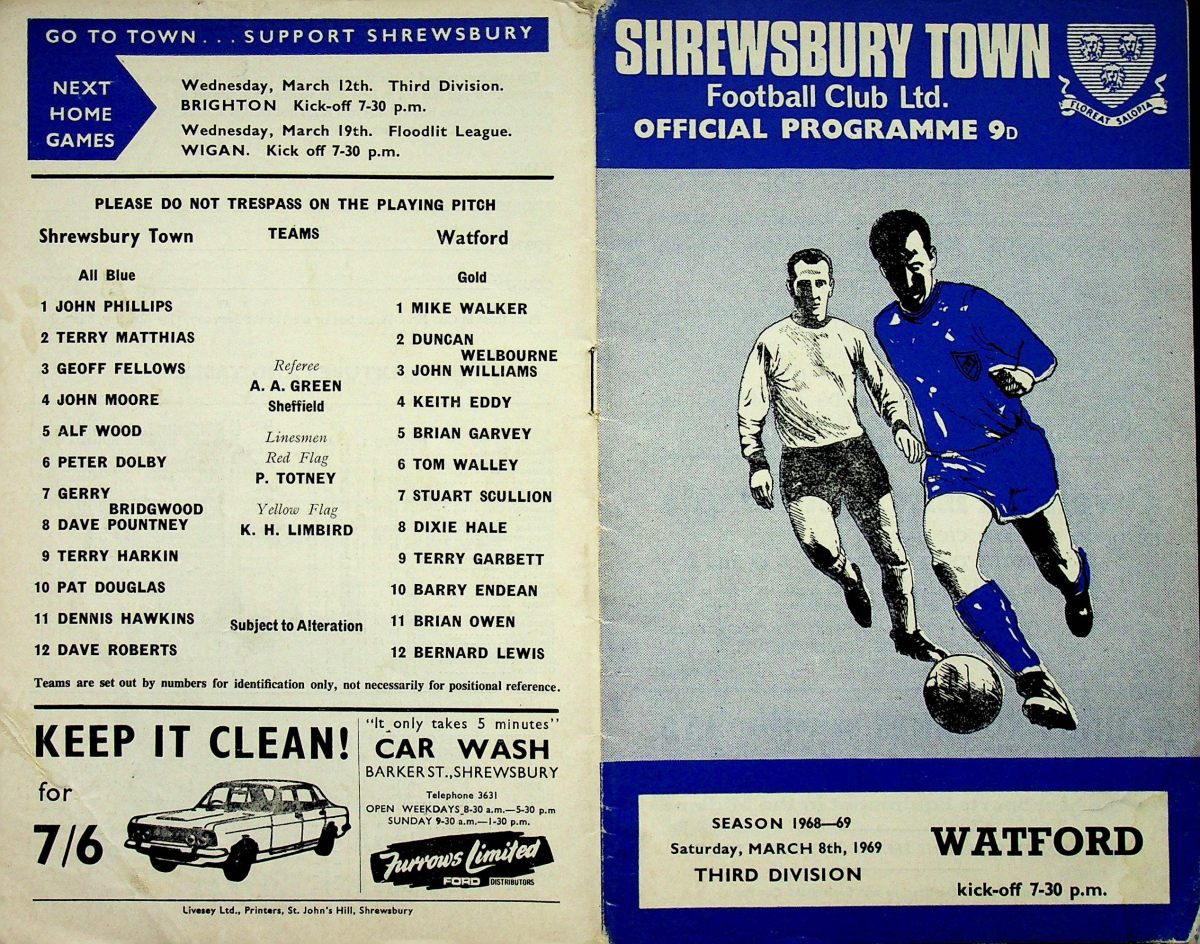 GO TO TOWN... SUPPORT SHREWSBURY
NEXT
HOME
GAMES
Wednesday, March 12th. Third Division.
BRIGHTON Kick-off 7-30 p.m.
Wednesday, March 19th. Floodlit League.
WIGAN. Kick off 7-30 p.m.
PLEASE DO NOT TRESPASS ON THE PLAYING PITCH
Shrewsbury Town
All Blue
1 JOHN PHILLIPS
2 TERRY MATTHIAS
3 GEOFF FELLOWS
4 JOHN MOORE
5 ALF WOOD
6 PETER DOLBY
7 GERRY
BRIDGWOOD
8 DAVE POUNTNEY
9 TERRY HARKIN
10 PAT DOUGLAS
11 DENNIS HAWKINS
12 DAVE ROBERTS
TEAMS
Referee
A. A. GREEN
Sheffield
Linesmen
Red Flag
P. TOTNEY
Yellow Flag
K. H. LIMBIRD
Subject to Alteration
Watford
Gold
1 MIKE WALKER
2 DUNCAN
WELBOURNE
3 JOHN WILLIAMS
4 KEITH EDDY
5 BRIAN GARVEY
6 TOM WALLEY
7 STUART SCULLION
8 DIXIE HALE
9 TERRY GARBETT
10 BARRY ENDEAN
11 BRIAN OWEN
12 BERNARD LEWIS
Teams are set out by numbers for identification only, not necessarily for positional reference.
KEEP IT CLEAN!
for
7/6
"It only takes 5 minutes"
CAR WASH
BARKER ST., SHREWSBURY
Telephone 3631
OPEN WEEKDAYS 8-30 a.m.—5-30 p.m
SUNDAY 9-30 a.m.—1-30 p.m.
Furrows Limited
FORD DISTRIBUTORS
Livesey Ltd., Printers, St. John's Hill, Shrewsbury
SHREWSBURY TOWN
Football Club Ltd.
OFFICIAL PROGRAMME 9D
FLOREAT SALOPIA
SEASON 1968—69
Saturday, MARCH 8th, 1969
THIRD DIVISION
WATFORD
kick-off 7-30 p.m.